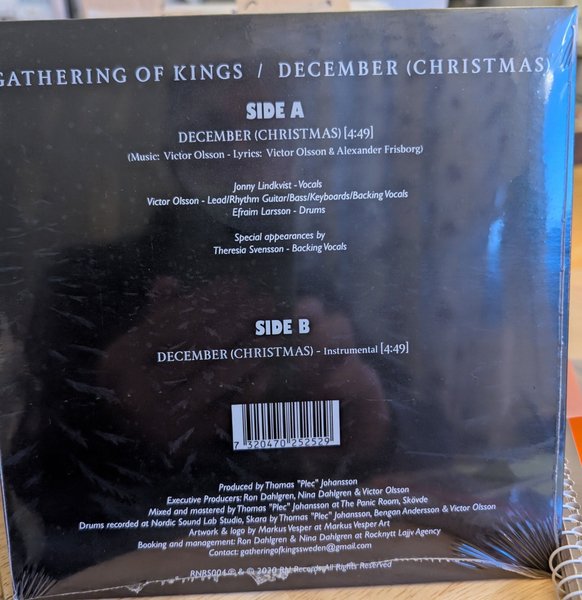 GATHERING OF KINGS / DECEMBER (CHRISTMAS)
SIDE A
DECEMBER (CHRISTMAS) [4:49]
(Music: Victor Olsson - Lyrics: Victor Olsson & Alexander Frisborg)
Jonny Lindkvist - Vocals
Victor Olsson - Lead/Rhythm Guitar/Bass/Keyboards/Backing Vocals
Efraim Larsson - Drums
Special appearances by
Theresia Svensson - Backing Vocals
SIDE B
DECEMBER (CHRISTMAS) - Instrumental [4:49]
7 320470 252529
Produced by Thomas "Plec" Johansson
Executive Producers: Ron Dahlgren, Nina Dahlgren & Victor Olsson
Mixed and mastered by Thomas "Plec" Johansson at The Panic Room, Skövde
Drums recorded at Nordic Sound Lab Studio, Skara by Thomas "Plec" Johansson, Bengan Andersson & Victor Olsson
Artwork & logo by Markus Vesper at Markus Vesper Art
Booking and management: Ron Dahlgren & Nina Dahlgren at Rocknytt Lajv Agency
Contact: gatheringofkingssweden@gmail.com
RNRS004 ℗ & © 2020 RN Records All Rights Reserved